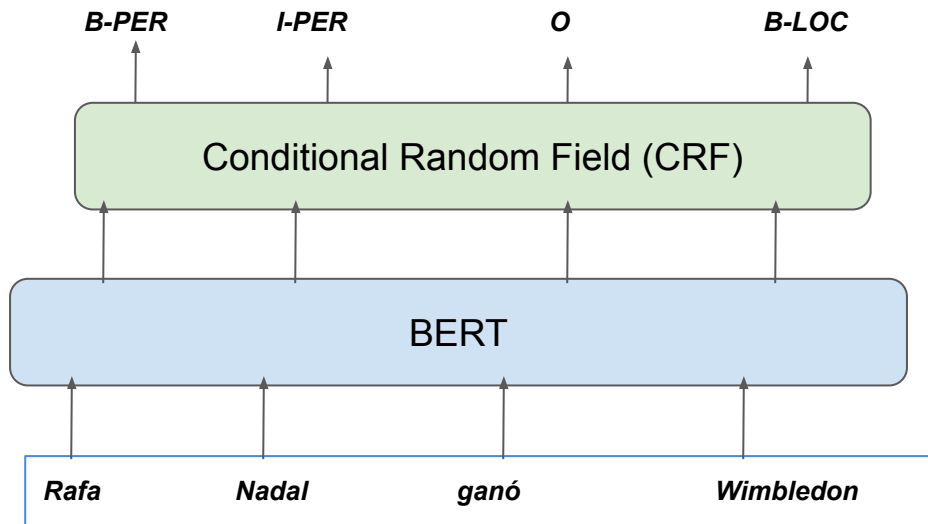 B-PER I-PER O B-LOC
Conditional Random Field (CRF)
BERT
Rafa Nadal ganó Wimbledon